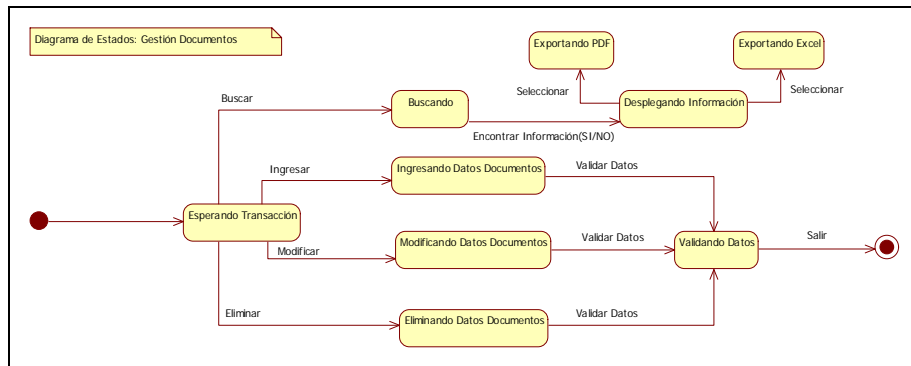 Diagrama de Estados: Gestión Documentos
Exportando PDF
Exportando Excel
Seleccionar
Seleccionar
Buscar
Buscando
Desplegando Información
Encontrar Información(SI/NO)
Ingresar
Ingresando Datos Documentos
Validar Datos
Esperando Transacción
Modificar
Modificando Datos Documentos
Validar Datos
Validando Datos
Salir
Eliminar
Eliminando Datos Documentos
Validar Datos